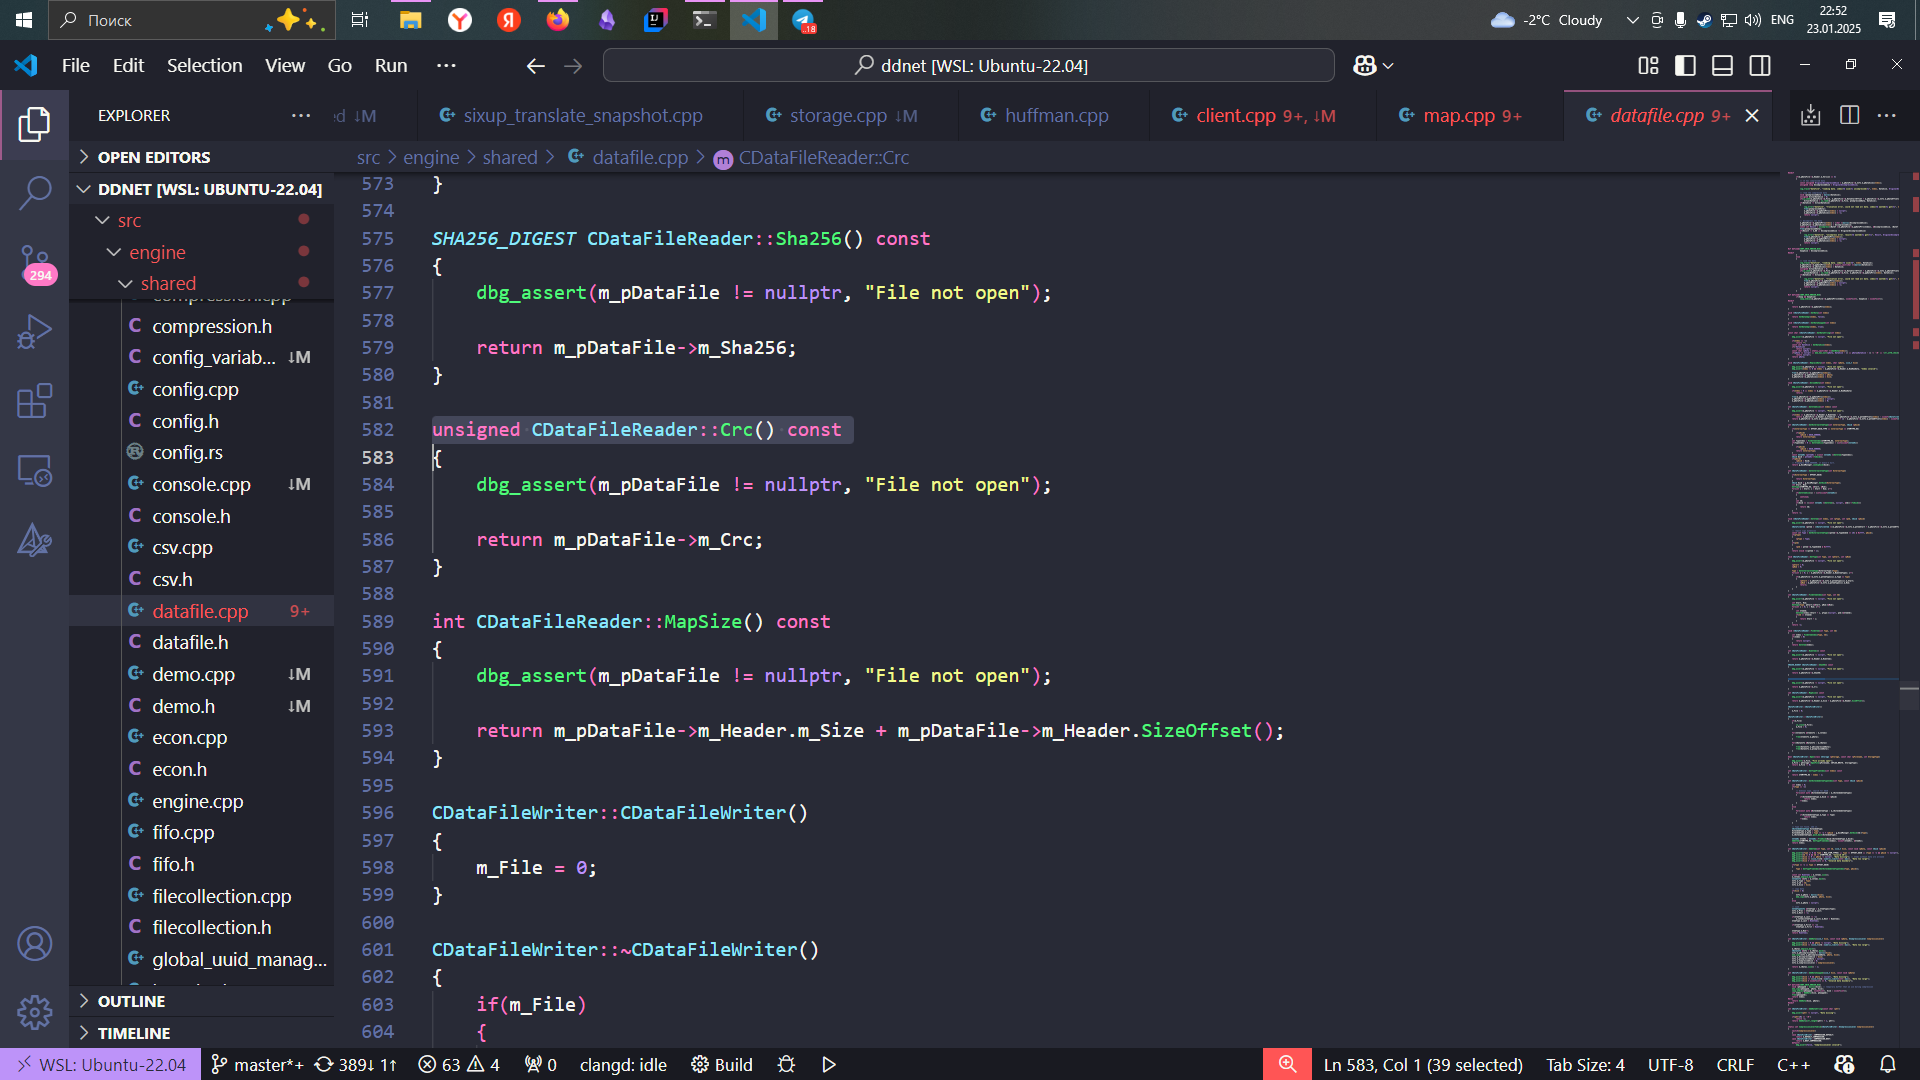 Поиск
.18
-2°C Cloudy
ENG
22:52
23.01.2025
File Edit Selection View Go Run ···
ddnet [WSL: Ubuntu-22.04]
EXPLORER ···
ed ↓M
sixup_translate_snapshot.cpp
storage.cpp ↓M
huffman.cpp
client.cpp 9+, ↓M
map.cpp 9+
datafile.cpp 9+
OPEN EDITORS
src > engine > shared > datafile.cpp > CDataFileReader::Crc
DDNET [WSL: UBUNTU-22.04]
src
engine
shared
compression.cpp
compression.h
config_variab... ↓M
config.cpp
config.h
config.rs
console.cpp ↓M
console.h
csv.cpp
csv.h
datafile.cpp 9+
datafile.h
demo.cpp ↓M
demo.h ↓M
econ.cpp
econ.h
engine.cpp
fifo.cpp
fifo.h
filecollection.cpp
filecollection.h
global_uuid_manag...
OUTLINE
TIMELINE
294
573 }
574
575 SHA256_DIGEST CDataFileReader::Sha256() const
576 {
577 dbg_assert(m_pDataFile != nullptr, "File not open");
578
579 return m_pDataFile->m_Sha256;
580 }
581
582 unsigned CDataFileReader::Crc() const
583 {
584 dbg_assert(m_pDataFile != nullptr, "File not open");
585
586 return m_pDataFile->m_Crc;
587 }
588
589 int CDataFileReader::MapSize() const
590 {
591 dbg_assert(m_pDataFile != nullptr, "File not open");
592
593 return m_pDataFile->m_Header.m_Size + m_pDataFile->m_Header.SizeOffset();
594 }
595
596 CDataFileWriter::CDataFileWriter()
597 {
598 m_File = 0;
599 }
600
601 CDataFileWriter::~CDataFileWriter()
602 {
603 if(m_File)
604 {
WSL: Ubuntu-22.04
master*+
389↓ 1↑
63
4
0
clangd: idle
Build
Ln 583, Col 1 (39 selected)
Tab Size: 4
UTF-8
CRLF
C++